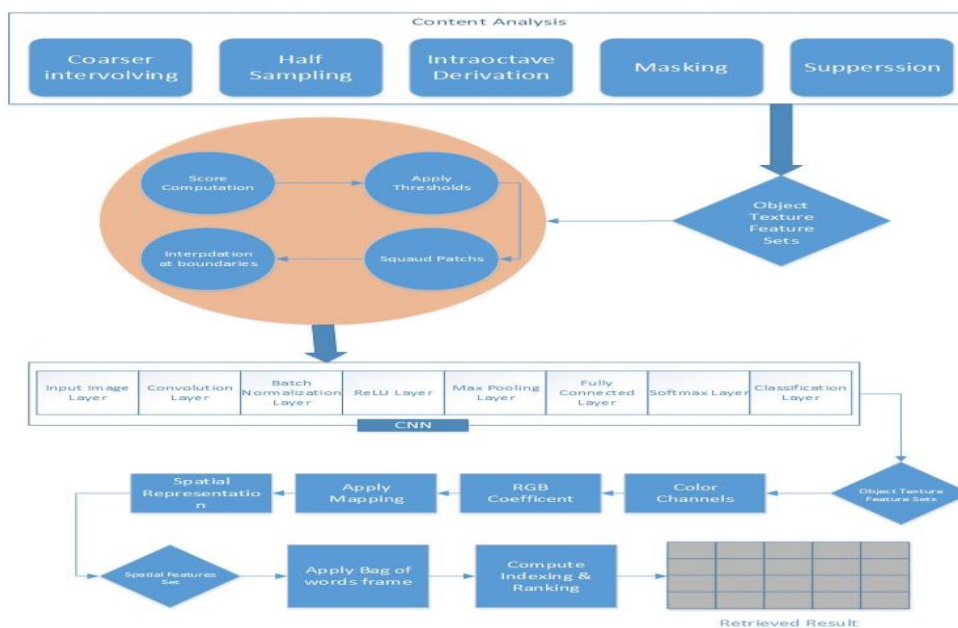 Content Analysis
Coarser
intervolving
Half
Sampling
Intraoctave
Derivation
Masking
Supperssion
Score
Computation
Apply
Thresholds
Object
Texture
Feature
Sets
Interpdation
at boundaries
Squaud Patchs
Input Image
Layer
Convolution
Layer
Batch
Normalization
Layer
ReLU Layer
Max Pooling
Layer
Fully
Connected
Layer
Softmax Layer
Classification
Layer
CNN
Spatial
Representatio
n
Apply
Mapping
RGB
Coefficent
Color
Channels
Object Texture
Feature Sets
Spatial Features
Set
Apply Bag of
words frame
Compute
Indexing &
Ranking
Retrieved Result